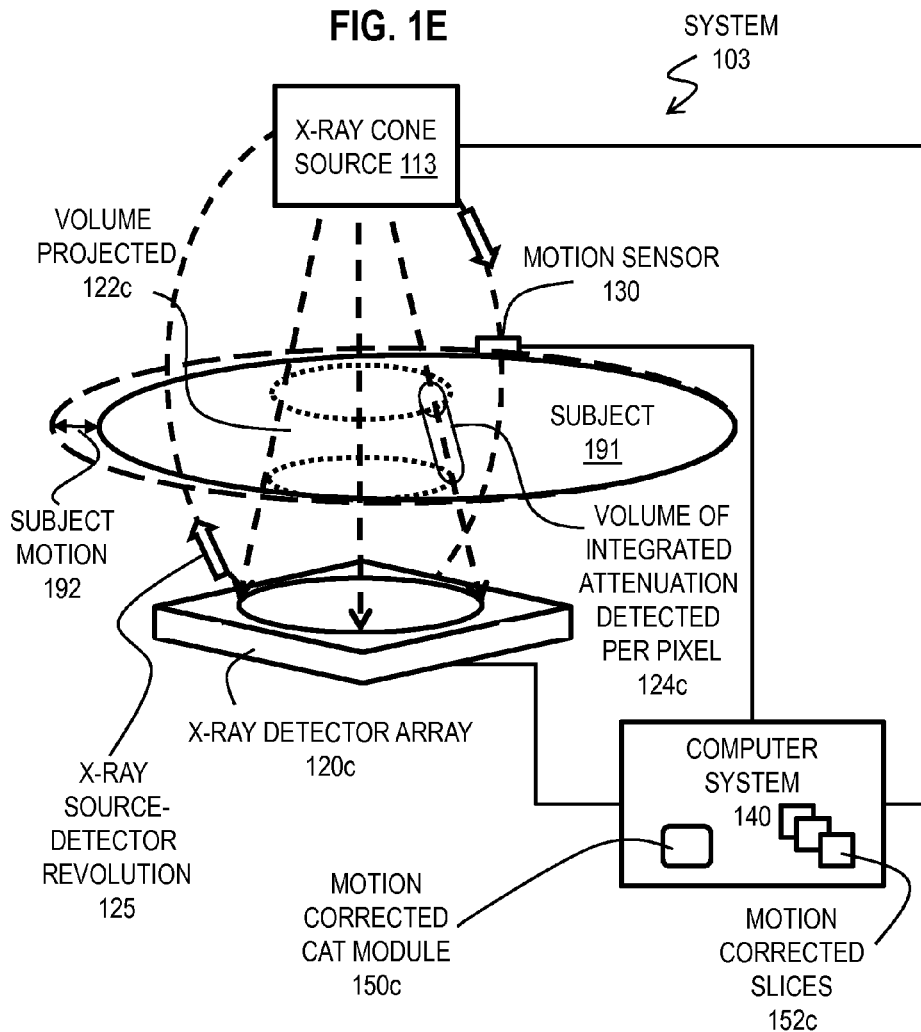 FIG. 1E
SYSTEM
103
X-RAY CONE
SOURCE 113
VOLUME
PROJECTED
122c
MOTION SENSOR
130
SUBJECT
191
SUBJECT
MOTION
192
VOLUME OF
INTEGRATED
ATTENUATION
DETECTED
PER PIXEL
124c
X-RAY DETECTOR ARRAY
120c
X-RAY
SOURCE-
DETECTOR
REVOLUTION
125
COMPUTER
SYSTEM
140
MOTION
CORRECTED
CAT MODULE
150c
MOTION
CORRECTED
SLICES
152c